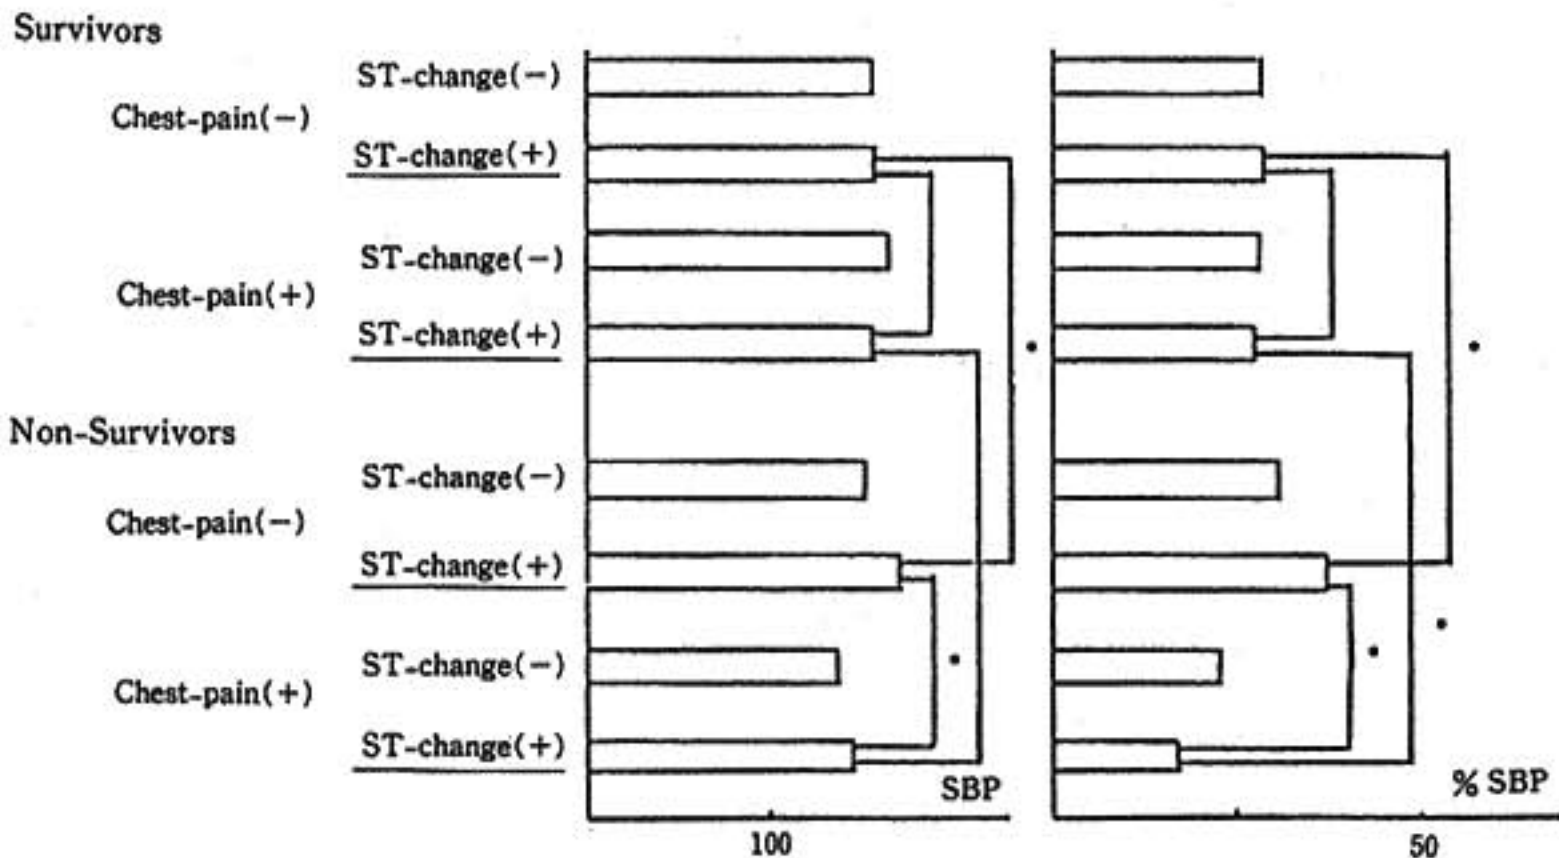 Survivors
ST-change(−)
Chest-pain(−)
ST-change(+)
ST-change(−)
Chest-pain(+)
ST-change(+)
Non-Survivors
ST-change(−)
Chest-pain(−)
ST-change(+)
ST-change(−)
Chest-pain(+)
ST-change(+)
SBP
% SBP
100
50